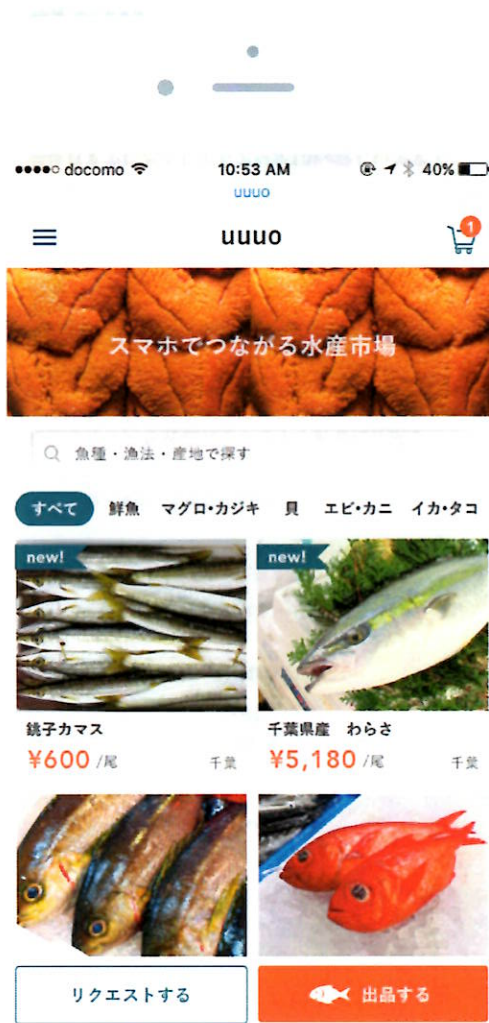 docomo 10:53 AM 40%
uuuo
uuuo 1
スマホでつながる水産市場
魚種・漁法・産地で探す
すべて 鮮魚 マグロ・カジキ 貝 エビ・カニ イカ・タコ
new! new!
銚子カマス 千葉県産 わらさ
¥600 /尾 千葉 ¥5,180 /尾 千葉
リクエストする 出品する